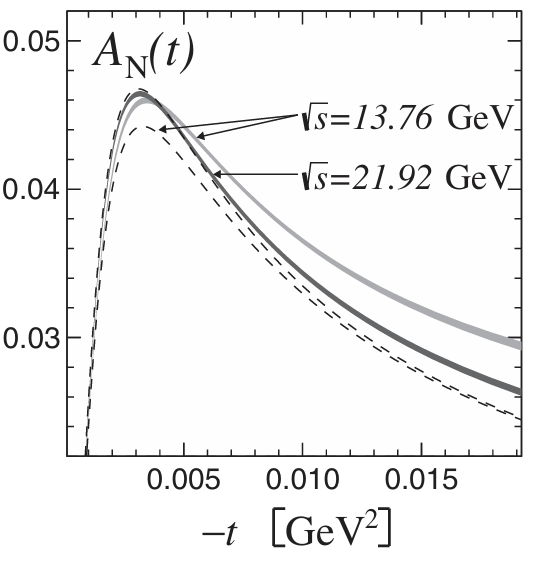 0.05
A_N(t)
√s=13.76 GeV
√s=21.92 GeV
0.04
0.03
0.005 0.010 0.015
−t [GeV²]